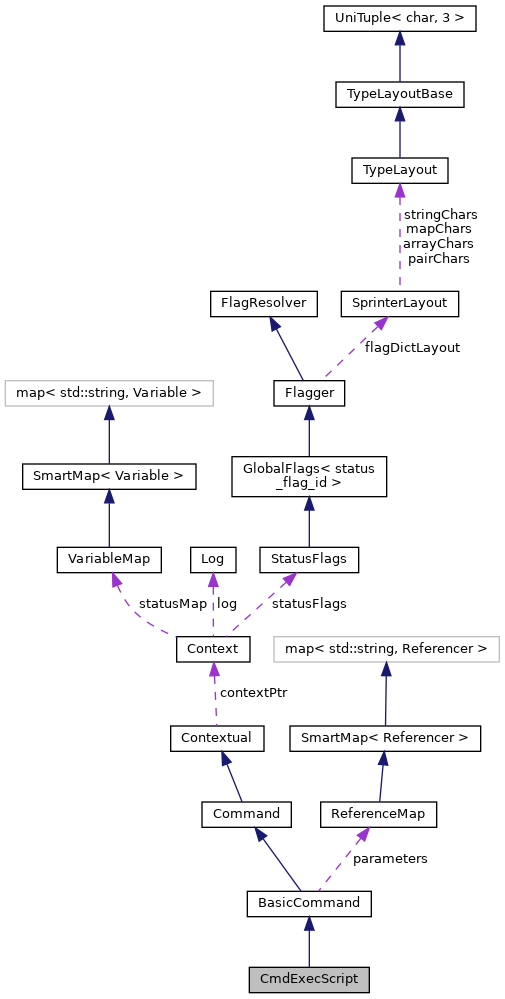 UniTuple< char, 3 >
TypeLayoutBase
TypeLayout
stringChars
mapChars
arrayChars
pairChars
FlagResolver
SprinterLayout
flagDictLayout
map< std::string, Variable >
Flagger
SmartMap< Variable >
GlobalFlags< status
_flag_id >
VariableMap
Log
StatusFlags
statusMap
log
statusFlags
Context
map< std::string, Referencer >
contextPtr
Contextual
SmartMap< Referencer >
Command
ReferenceMap
parameters
BasicCommand
CmdExecScript